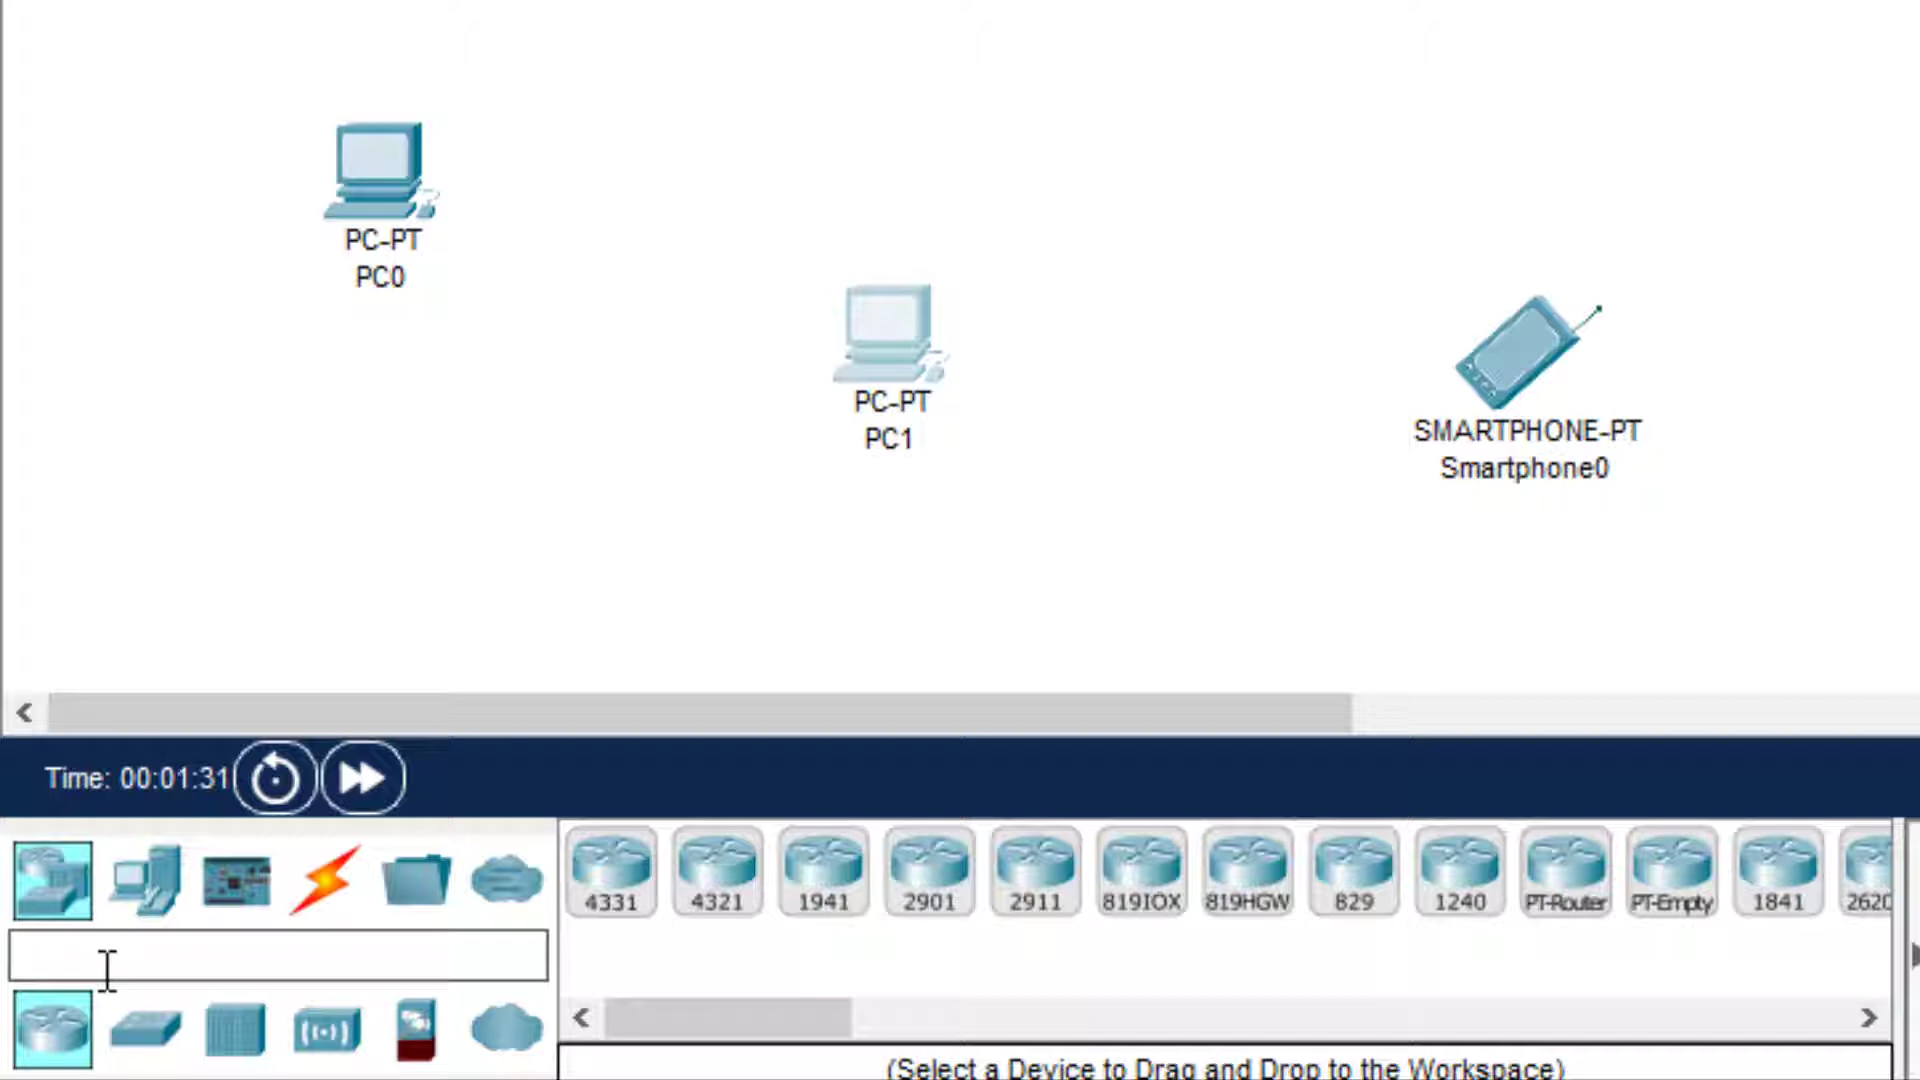 PC-PT
PC0
PC-PT
PC1
SMARTPHONE-PT
Smartphone0
Time: 00:01:31
4331 4321 1941 2901 2911 819IOX 819HGW 829 1240 PT-Router PT-Empty 1841 2620
(Select a Device to Drag and Drop to the Workspace)